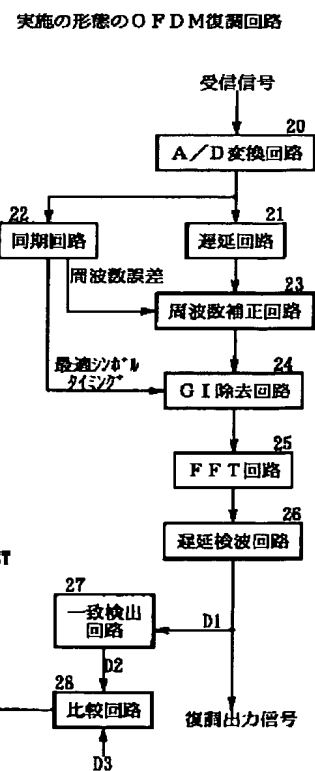 実施の形態のOFDM復調回路
受信信号
20
A/D変換回路
22
21
同期回路
遅延回路
周波数誤差
23
周波数補正回路
最適シンボル
タイミング
24
GI除去回路
25
FFT回路
26
遅延検波回路
27
一致検出
回路
D1
D2
28
比較回路
復調出力信号
D3